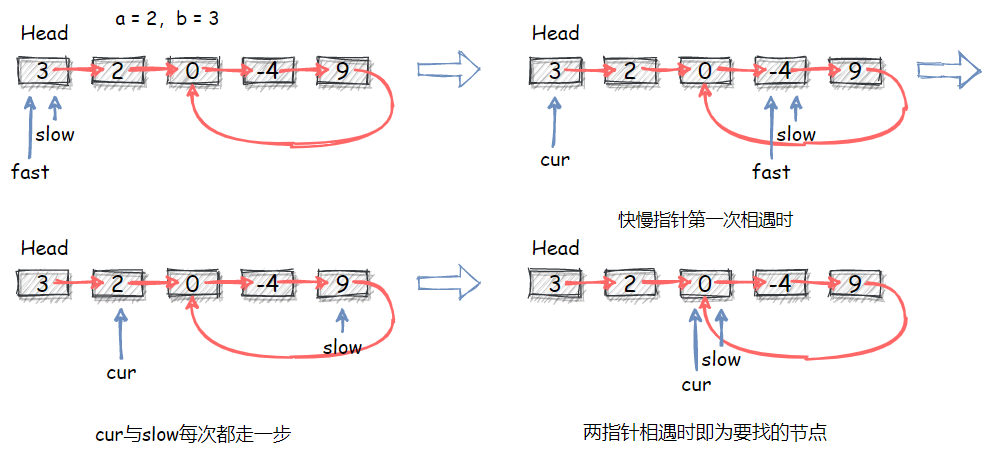 a = 2，b = 3
Head
3 2 0 -4 9
slow
fast
Head
3 2 0 -4 9
slow
cur
fast
快慢指针第一次相遇时
Head
3 2 0 -4 9
slow
cur
cur与slow每次都走一步
Head
3 2 0 -4 9
slow
cur
两指针相遇时即为要找的节点